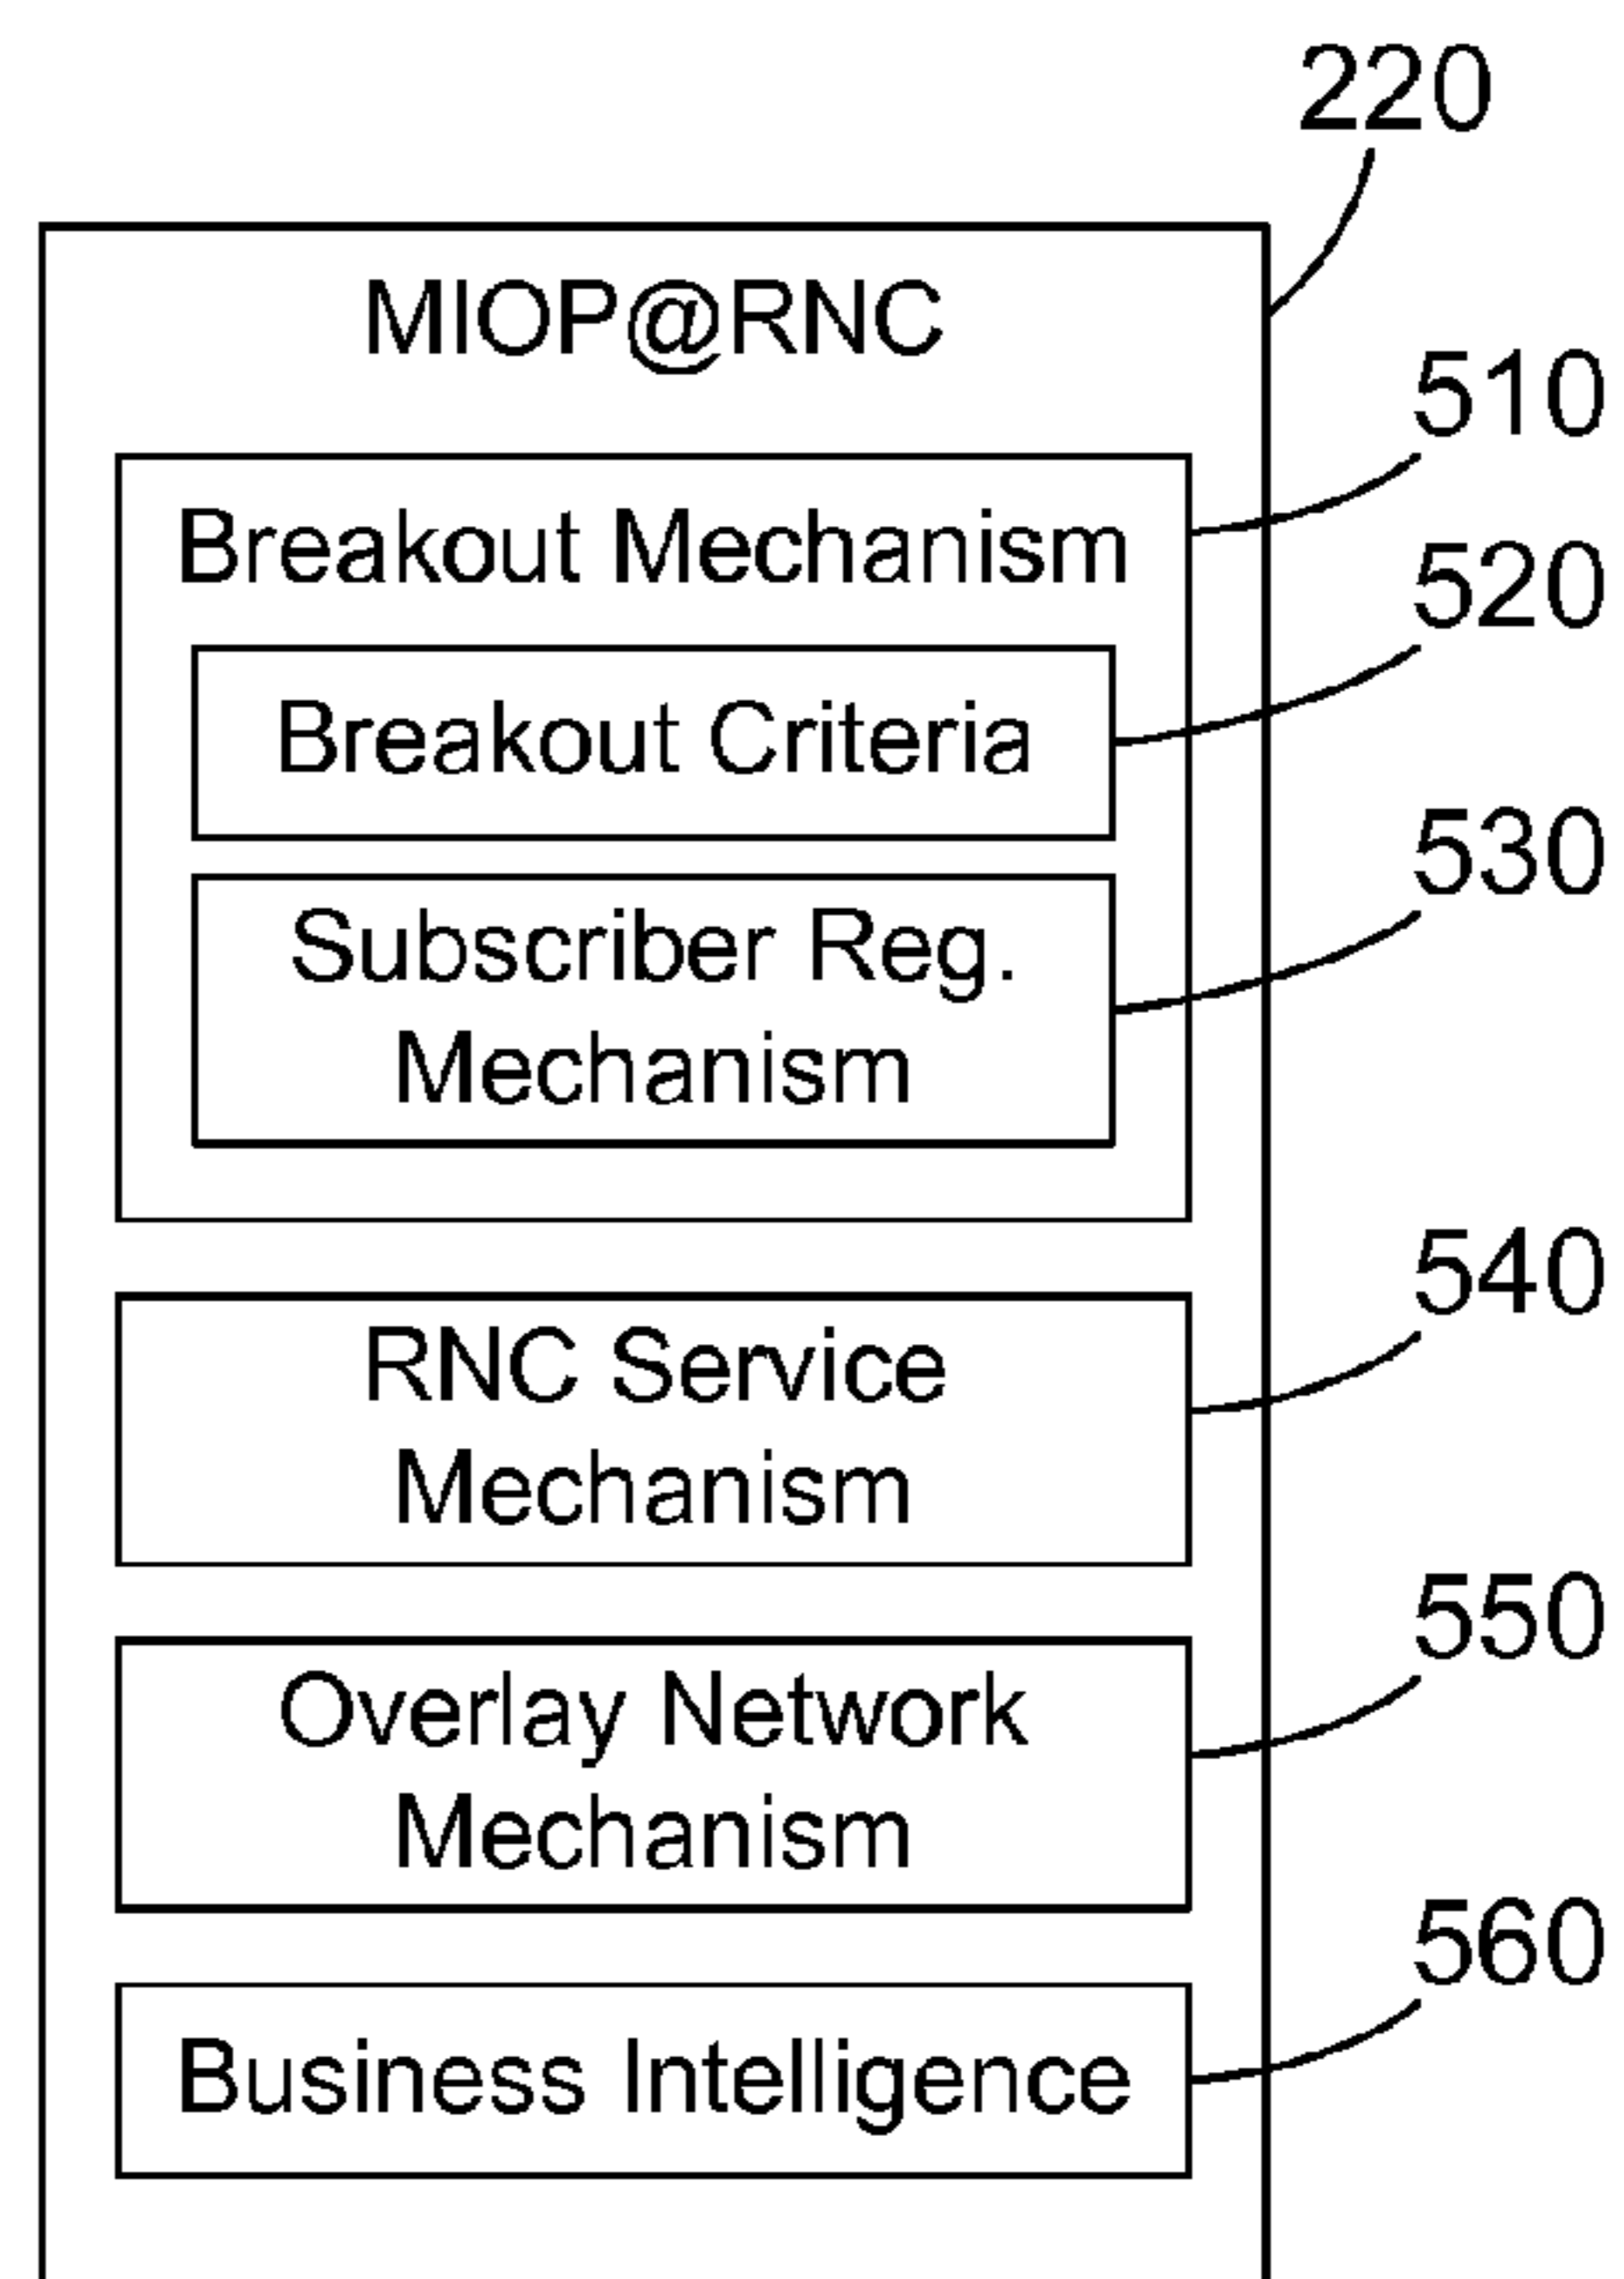 220
MIOP@RNC
510
Breakout Mechanism
520
Breakout Criteria
530
Subscriber Reg.
Mechanism
540
RNC Service
Mechanism
550
Overlay Network
Mechanism
560
Business Intelligence